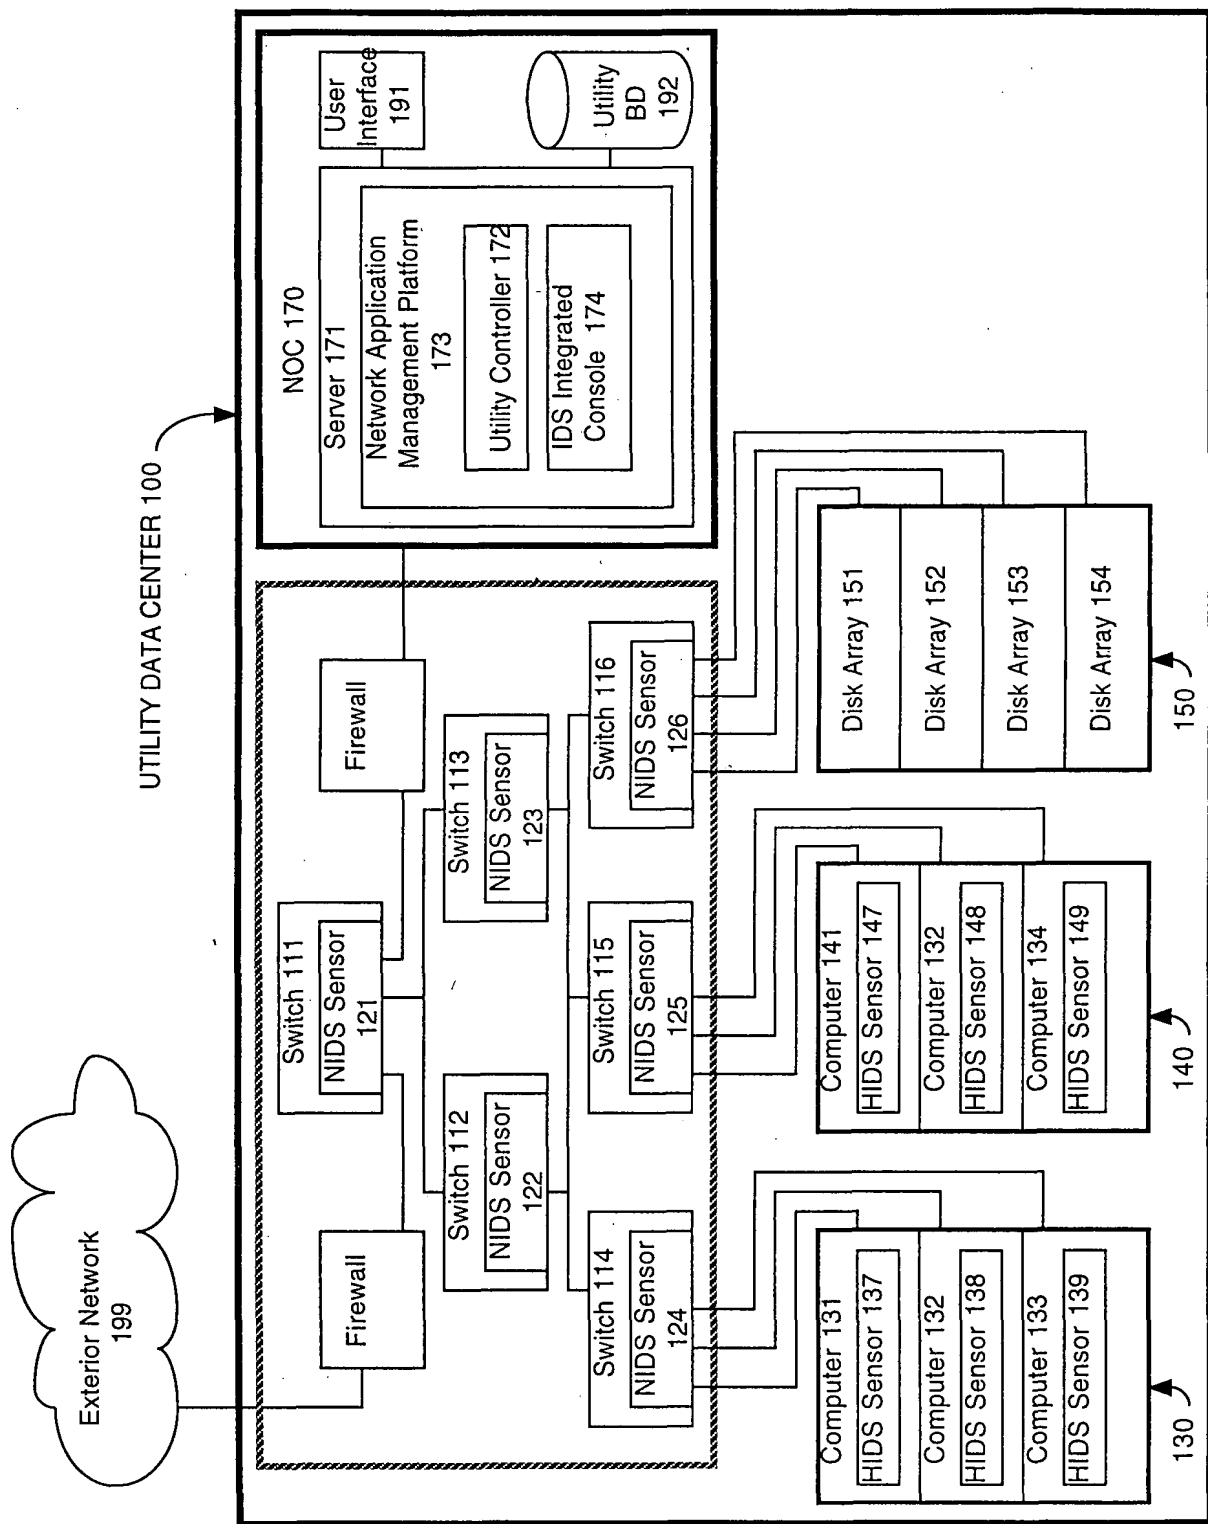 UTILITY DATA CENTER 100
Exterior Network
199
Firewall
Switch 111
NIDS Sensor
121
Firewall
Switch 112
NIDS Sensor
122
Switch 113
NIDS Sensor
123
Switch 114
NIDS Sensor
124
Switch 115
NIDS Sensor
125
Switch 116
NIDS Sensor
126
NOC 170
Server 171
Network Application
Management Platform
173
Utility Controller 172
IDS Integrated
Console 174
User
Interface
191
Utility
BD
192
Computer 131
HIDS Sensor 137
Computer 132
HIDS Sensor 138
Computer 133
HIDS Sensor 139
130
Computer 141
HIDS Sensor 147
Computer 132
HIDS Sensor 148
Computer 134
HIDS Sensor 149
140
Disk Array 151
Disk Array 152
Disk Array 153
Disk Array 154
150